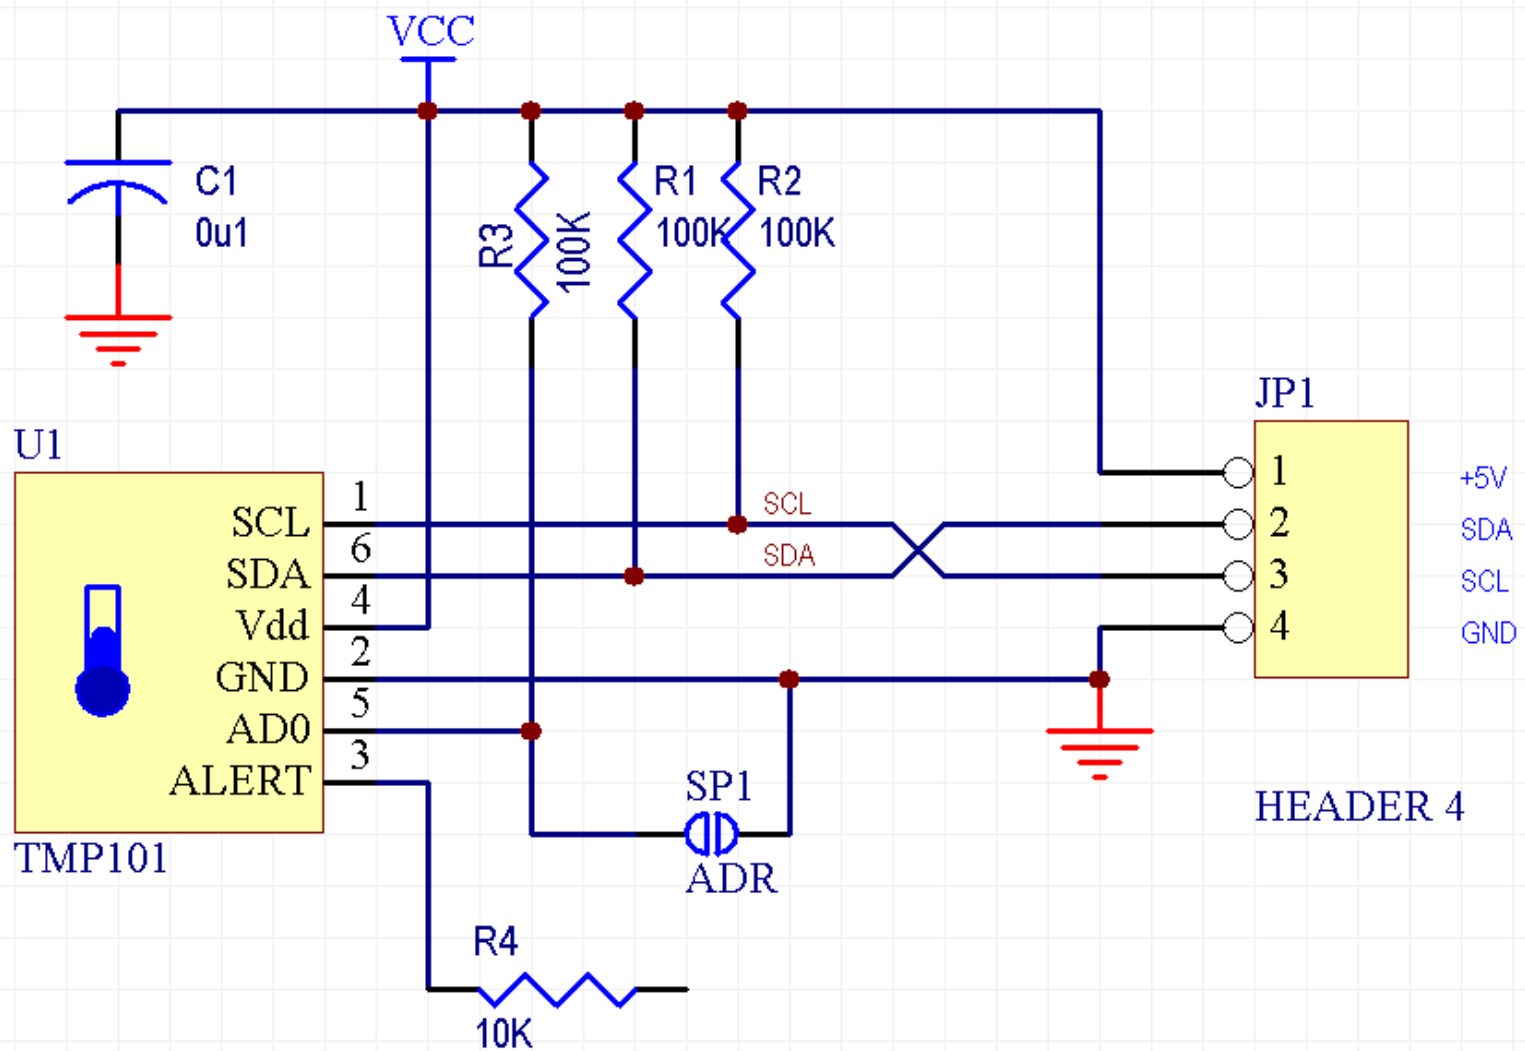 VCC
C1
0u1
R3
100K
R1
100K
R2
100K
JP1
1
2
3
4
+5V
SDA
SCL
GND
HEADER 4
U1
SCL
SDA
Vdd
GND
AD0
ALERT
1
6
4
2
5
3
TMP101
SCL
SDA
SP1
ADR
R4
10K